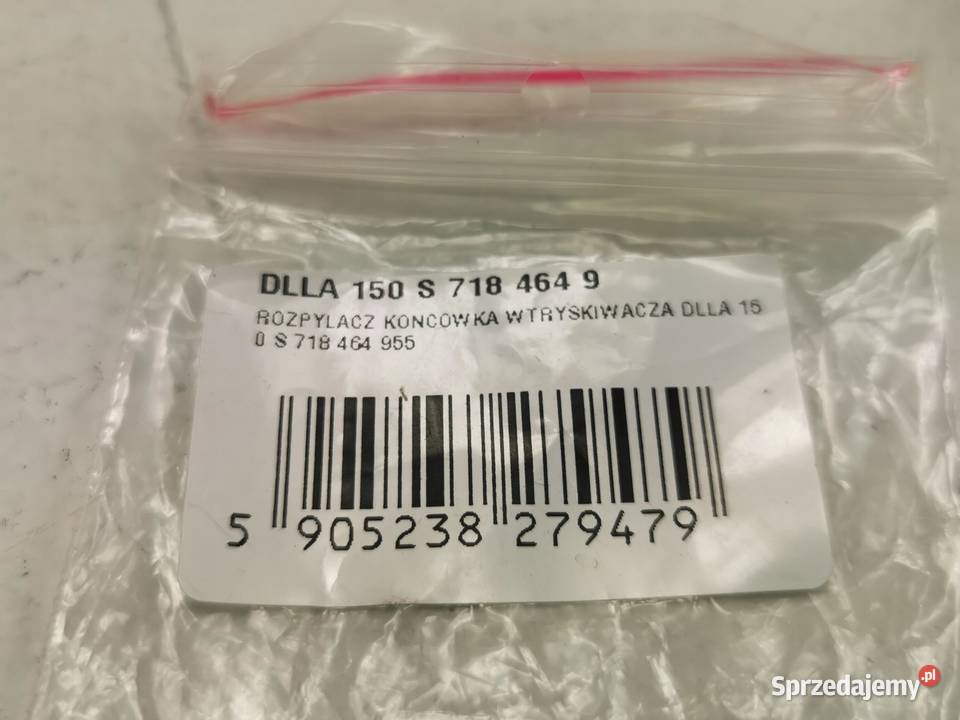 DLLA 150 S 718 464 9
ROZPYLACZ KONCOWKA WTRYSKIWACZA DLLA 15
0 S 718 464 955
5 905238 279479
Sprzedajemy.pl